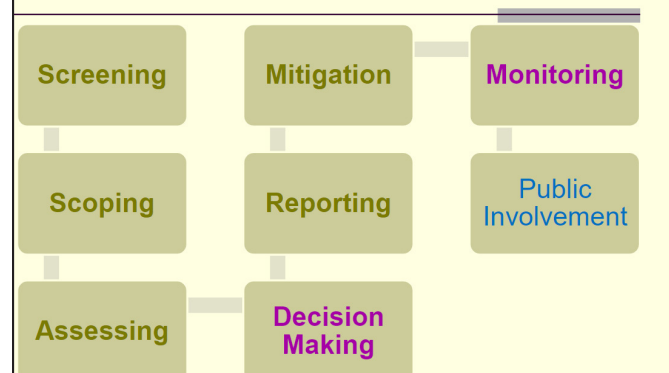 Screening
Scoping
Assessing
Decision
Making
Reporting
Mitigation
Monitoring
Public
Involvement